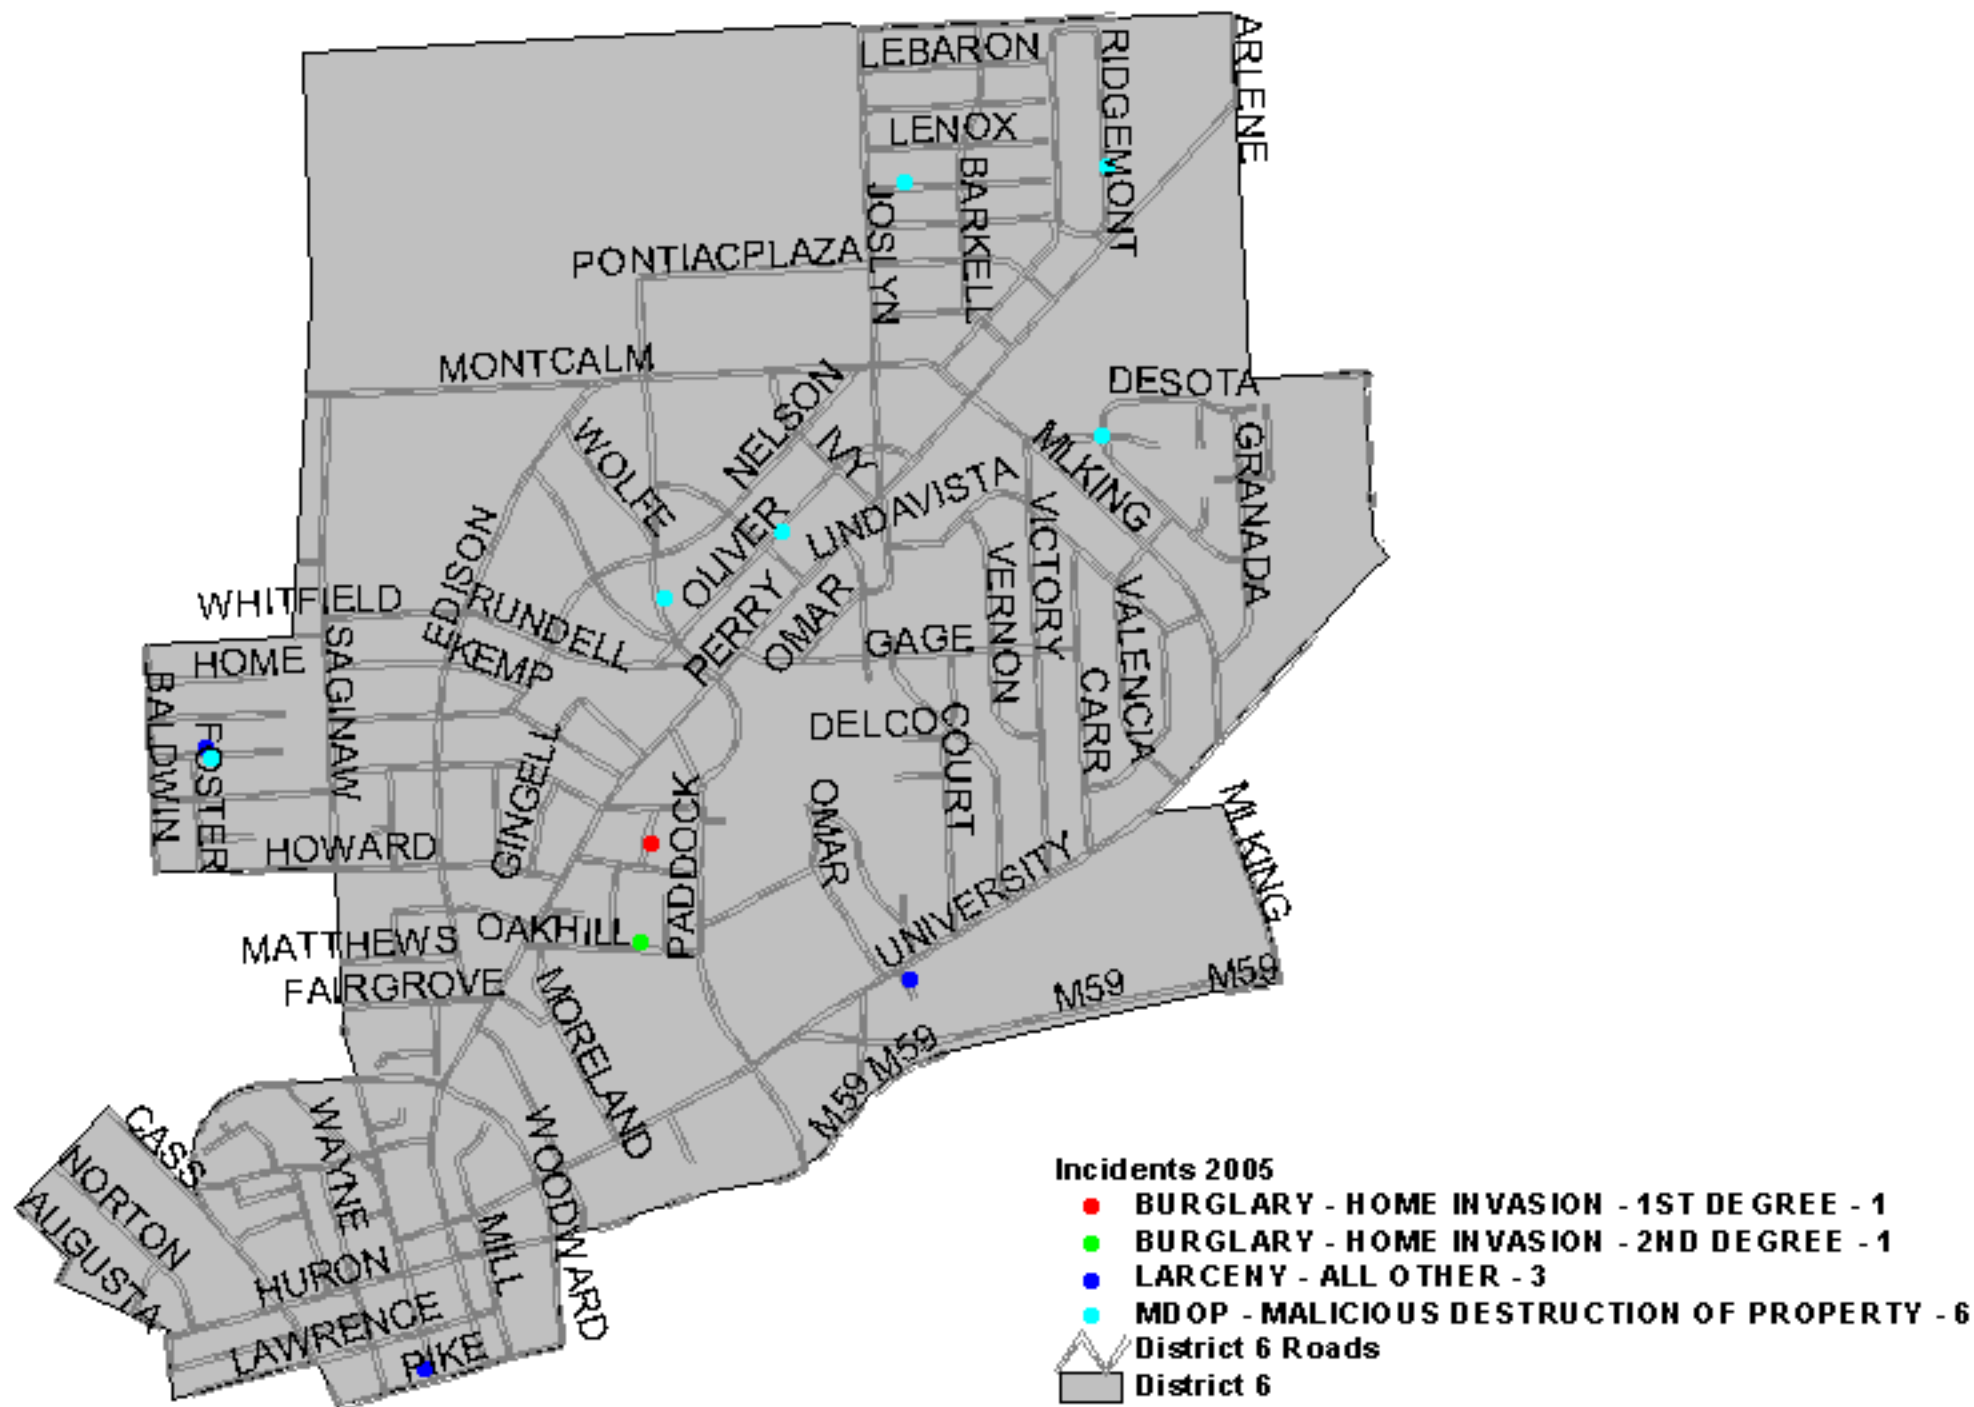 LEBARON
RIDGEMONT
ARLENE
LENOX
BARKELL
JOSLYN
PONTIACPLAZA
MONTCALM
DESOTA
NELSON
WOLFE
IVY
MLKING
GRANADA
LINDAVISTA
VICTORY
EDISON
OLIVER
VERNON
WHITFIELD
RUNDELL
PERRY
OMAR
VALENCIA
GAGE
SAGINAW
HOME
EKEMP
BALDWIN
CARR
DELCO
COURT
FOSTER
GINGELL
PADDOCK
OMAR
MLKING
HOWARD
UNIVERSITY
OAKHILL
MATTHEWS
FAIRGROVE
MORELAND
M59
M59
M59
M59
CASS
WAYNE
WOODWARD
NORTON
AUGUSTA
MILL
HURON
LAWRENCE
PIKE
Incidents 2005
BURGLARY - HOME INVASION - 1ST DEGREE - 1
BURGLARY - HOME INVASION - 2ND DEGREE - 1
LARCENY - ALL OTHER - 3
MDOP - MALICIOUS DESTRUCTION OF PROPERTY - 6
District 6 Roads
District 6